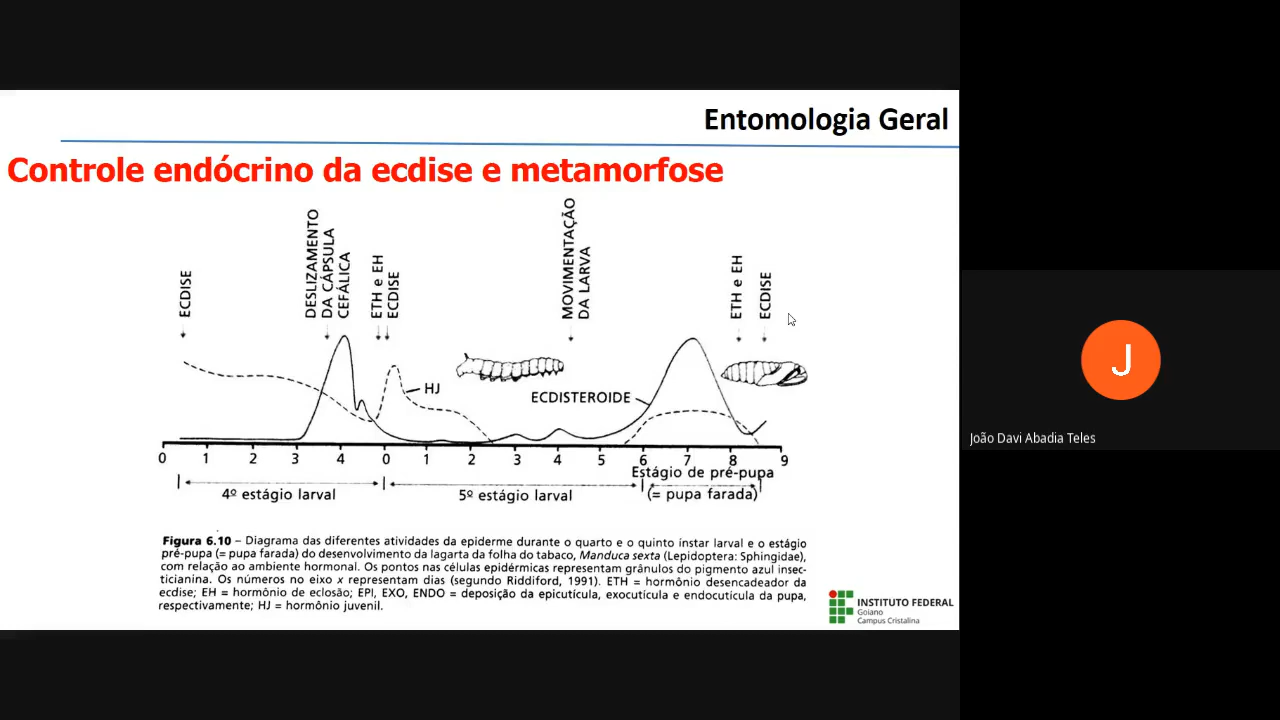 Entomologia Geral
Controle endócrino da ecdise e metamorfose
ECDISE
DESLIZAMENTO
DA CÁPSULA
CEFÁLICA
ETH e EH
ECDISE
MOVIMENTAÇÃO
DA LARVA
ETH e EH
ECDISE
HJ
ECDISTEROIDE
0 1 2 3 4 0 1 2 3 4 5 6 7 8 9
Estágio de pré-pupa
(= pupa farada)
4º estágio larval
5º estágio larval
Figura 6.10 – Diagrama das diferentes atividades da epiderme durante o quarto e o quinto ínstar larval e o estágio
pré-pupa (= pupa farada) do desenvolvimento da lagarta da folha do tabaco, Manduca sexta (Lepidoptera: Sphingidae),
com relação ao ambiente hormonal. Os pontos nas células epidérmicas representam grânulos do pigmento azul insec-
ticianina. Os números no eixo x representam dias (segundo Riddiford, 1991). ETH = hormônio desencadeador da
ecdise; EH = hormônio de eclosão; EPI, EXO, ENDO = deposição da epicutícula, exocutícula e endocutícula da pupa,
respectivamente; HJ = hormônio juvenil.
INSTITUTO FEDERAL
Goiano
Campus Cristalina
J
João Davi Abadia Teles